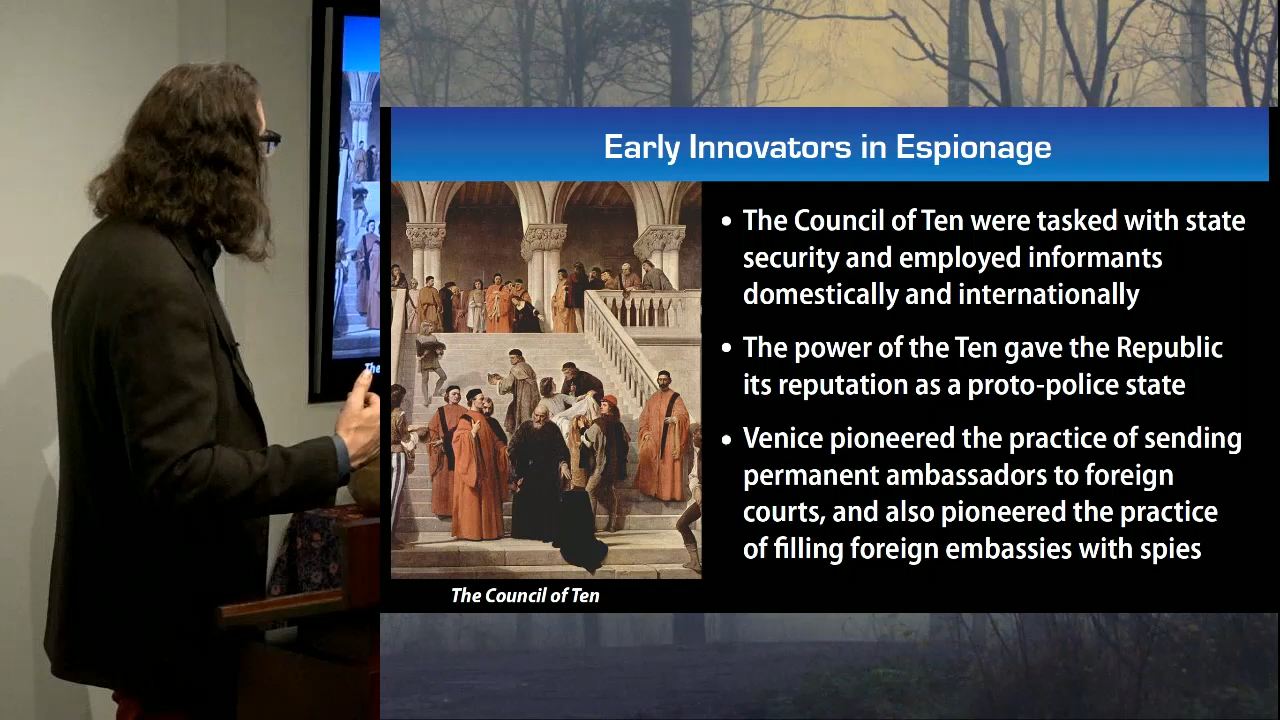 Early Innovators in Espionage
• The Council of Ten were tasked with state
security and employed informants
domestically and internationally
• The power of the Ten gave the Republic
its reputation as a proto-police state
• Venice pioneered the practice of sending
permanent ambassadors to foreign
courts, and also pioneered the practice
of filling foreign embassies with spies
The Council of Ten
The